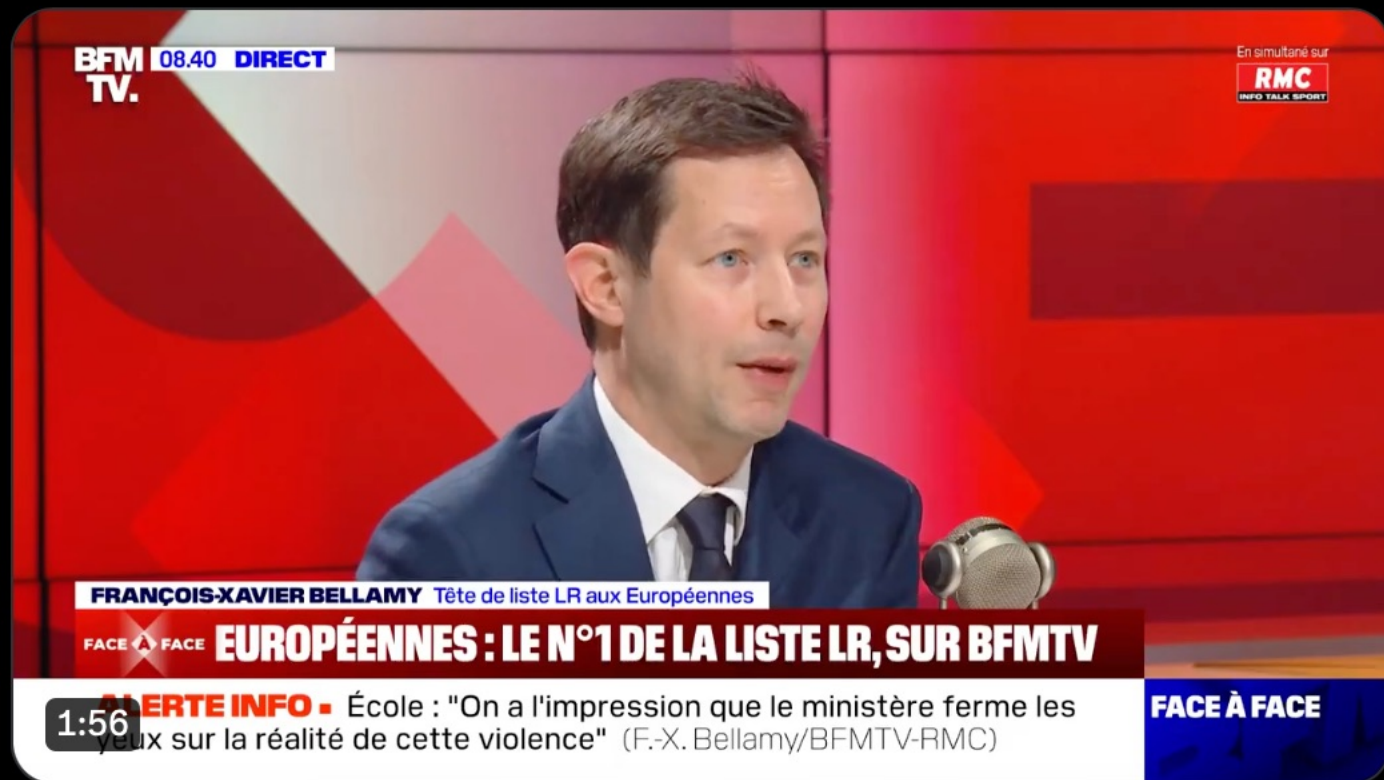 BFM
TV.
08.40 DIRECT
En simultané sur
RMC
INFO TALK SPORT
FRANÇOIS-XAVIER BELLAMY Tête de liste LR aux Européennes
FACE À FACE EUROPÉENNES : LE N°1 DE LA LISTE LR, SUR BFMTV
ALERTE INFO ▪ École : "On a l'impression que le ministère ferme les
yeux sur la réalité de cette violence" (F.-X. Bellamy/BFMTV-RMC)
1:56
FACE À FACE